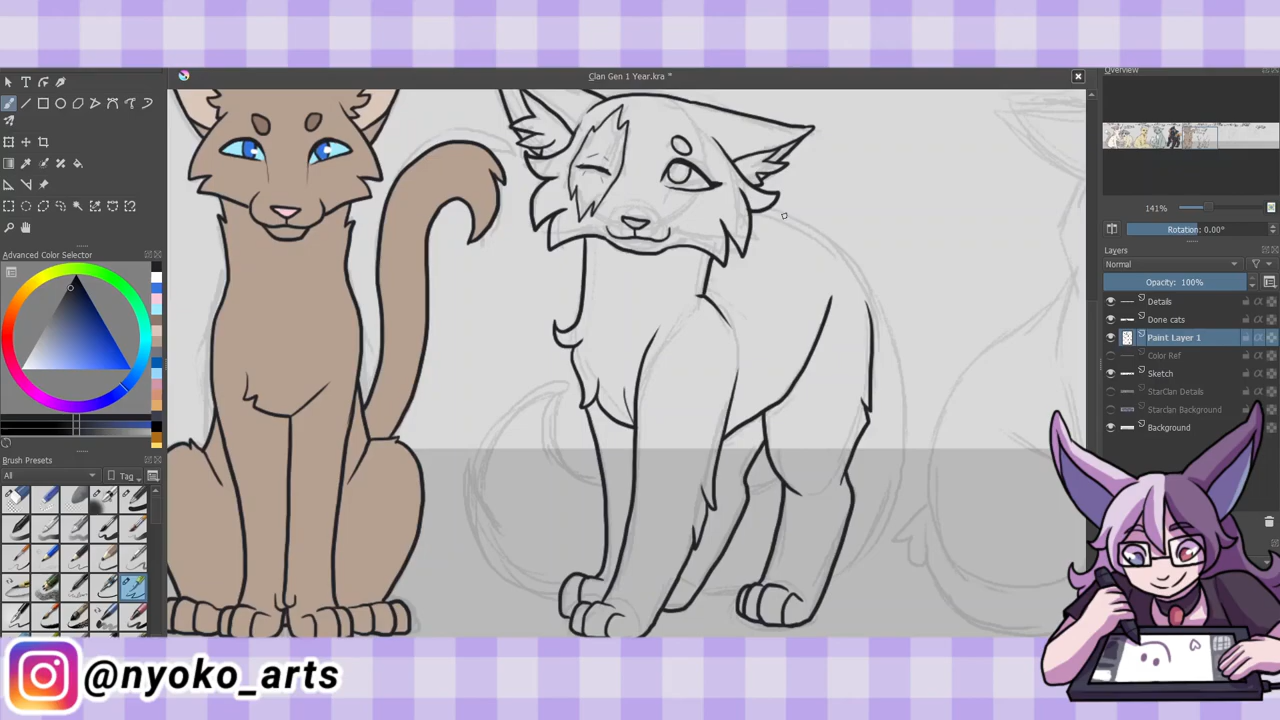 Clan Gen 1 Year.kra *
Overview
141%
Rotation: 0.00°
Layers
Normal
Opacity: 100%
Details
Done cats
Paint Layer 1
Color Ref
Sketch
StarClan Details
Starclan Background
Background
Advanced Color Selector
Brush Presets
All
Tag
@nyoko_arts